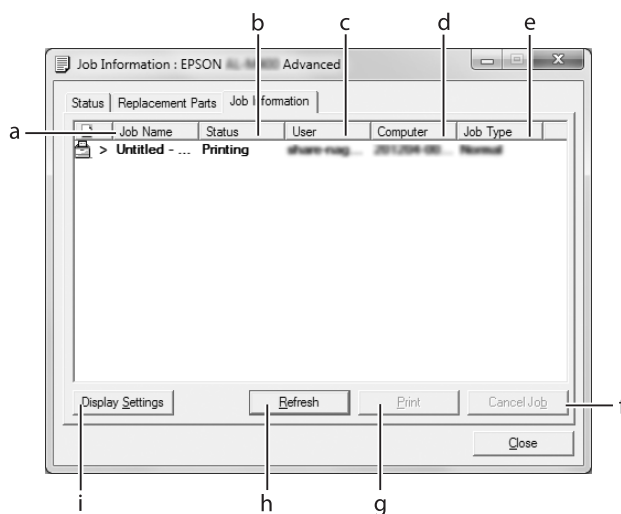 b c d e
Job Information : EPSON Advanced
Status Replacement Parts Job Information
a Job Name Status User Computer Job Type
> Untitled - ... Printing
Display Settings Refresh Print Cancel Job f
Close
i h g